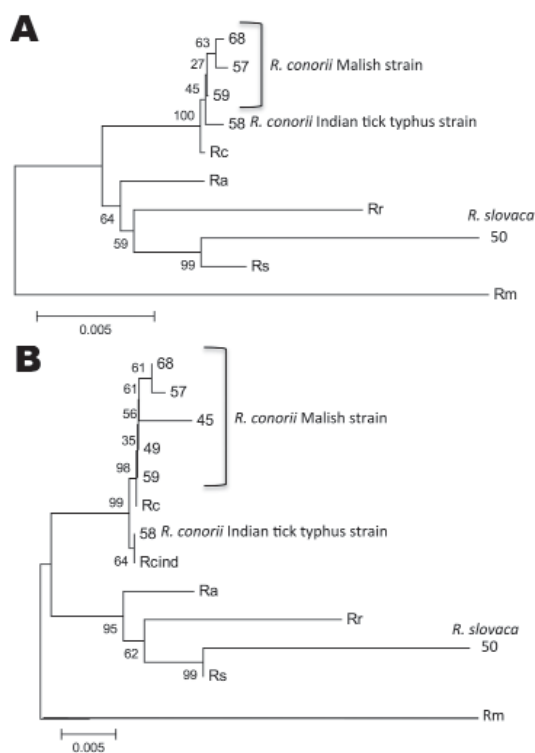 A
63 68
27 57
R. conorii Malish strain
45 59
100 58 R. conorii Indian tick typhus strain
Rc
Ra
64
Rr
R. slovaca
59 50
99 Rs
Rm
0.005
B
61 68
61 57
56 45
R. conorii Malish strain
35 49
98 59
99 Rc
58 R. conorii Indian tick typhus strain
64 Rcind
Ra
95
Rr
R. slovaca
62 50
99 Rs
Rm
0.005